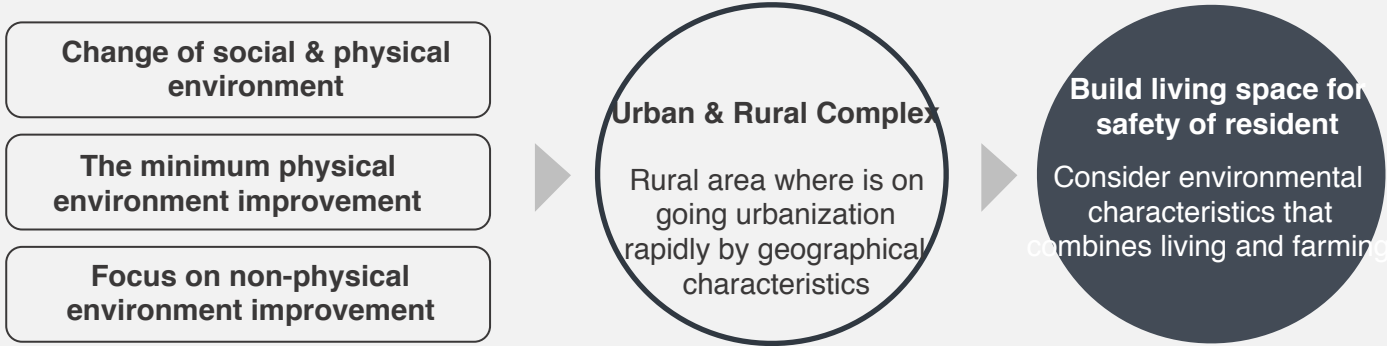 Change of social & physical
environment
The minimum physical
environment improvement
Focus on non-physical
environment improvement
Urban & Rural Complex
Rural area where is on
going urbanization
rapidly by geographical
characteristics
Build living space for
safety of resident
Consider environmental
characteristics that
combines living and farming